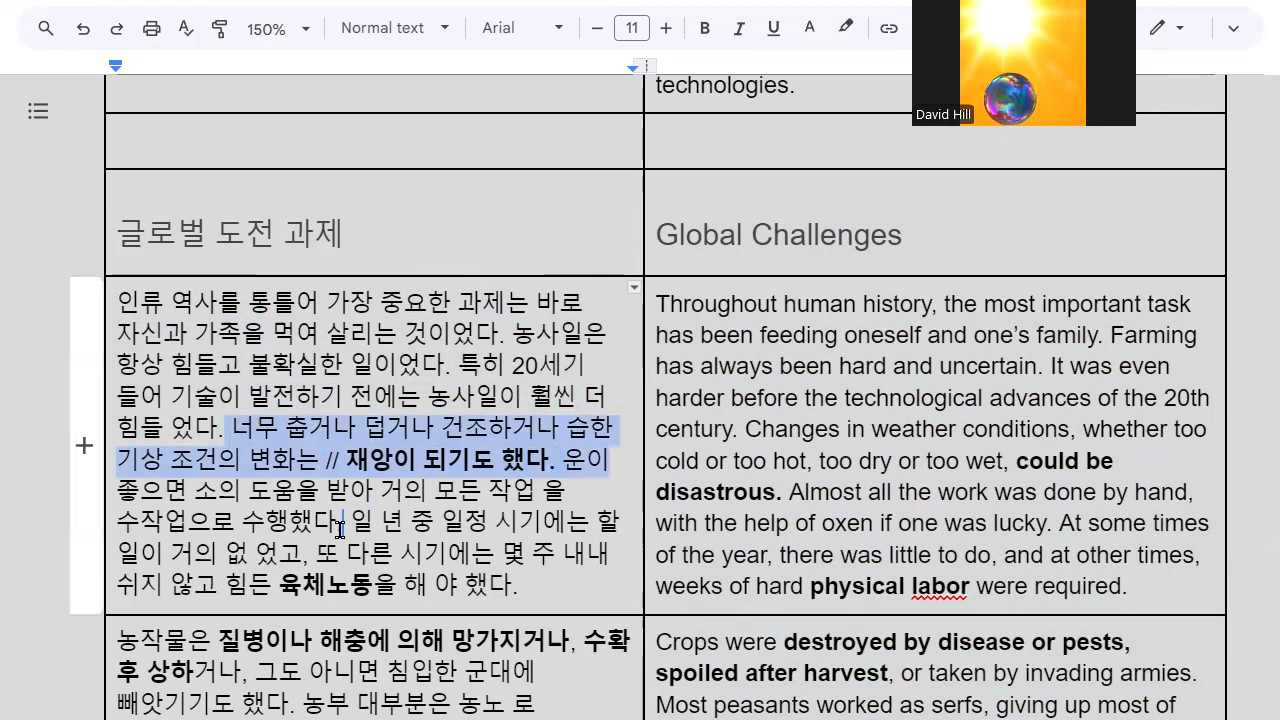 150%
Normal text
Arial
11
B I U A
David Hill
technologies.
글로벌 도전 과제
Global Challenges
인류 역사를 통틀어 가장 중요한 과제는 바로
자신과 가족을 먹여 살리는 것이었다. 농사일은
항상 힘들고 불확실한 일이었다. 특히 20세기
들어 기술이 발전하기 전에는 농사일이 훨씬 더
힘들 었다. 너무 춥거나 덥거나 건조하거나 습한
기상 조건의 변화는 // 재앙이 되기도 했다. 운이
좋으면 소의 도움을 받아 거의 모든 작업 을
수작업으로 수행했다. 일 년 중 일정 시기에는 할
일이 거의 없 었고, 또 다른 시기에는 몇 주 내내
쉬지 않고 힘든 육체노동을 해 야 했다.
Throughout human history, the most important task
has been feeding oneself and one’s family. Farming
has always been hard and uncertain. It was even
harder before the technological advances of the 20th
century. Changes in weather conditions, whether too
cold or too hot, too dry or too wet, could be
disastrous. Almost all the work was done by hand,
with the help of oxen if one was lucky. At some times
of the year, there was little to do, and at other times,
weeks of hard physical labor were required.
농작물은 질병이나 해충에 의해 망가지거나, 수확
후 상하거나, 그도 아니면 침입한 군대에
빼앗기기도 했다. 농부 대부분은 농노 로
Crops were destroyed by disease or pests,
spoiled after harvest, or taken by invading armies.
Most peasants worked as serfs, giving up most of